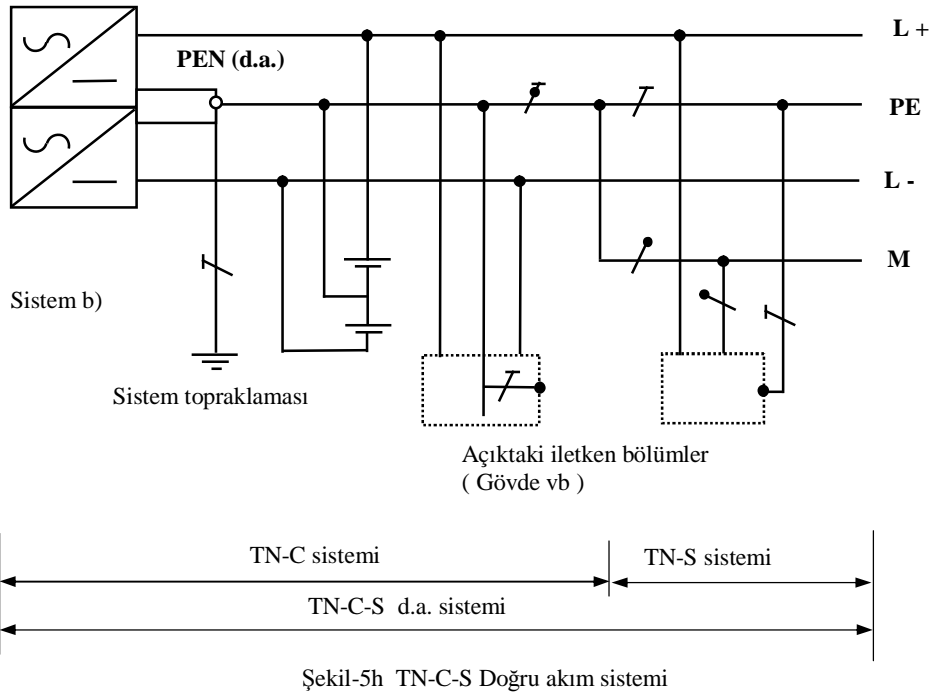 L +
PEN (d.a.)
PE
L -
M
Sistem b)
Sistem topraklaması
Açıktaki iletken bölümler
( Gövde vb )
TN-C sistemi
TN-S sistemi
TN-C-S d.a. sistemi
Şekil-5h TN-C-S Doğru akım sistemi